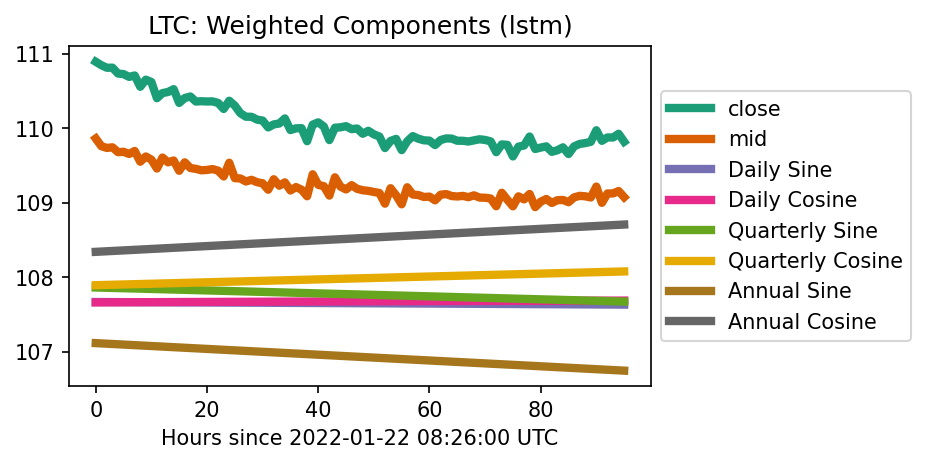 LTC: Weighted Components (lstm)
111
110
109
108
107
0 20 40 60 80
Hours since 2022-01-22 08:26:00 UTC
close
mid
Daily Sine
Daily Cosine
Quarterly Sine
Quarterly Cosine
Annual Sine
Annual Cosine